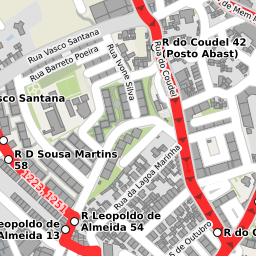 de Mem
Rua Vasco Santana
R do Coudel 42
(Posto Abast)
Rua Barreto Poeira
Rua Ivone Silva
Rua do Coudel
sco Santana
R D Sousa Martins
58
1223, 1251
Rua da Lagoa Marinha
R Leopoldo de
Almeida 54
Leopoldo de
Almeida 13
5 de Outubro
R do C